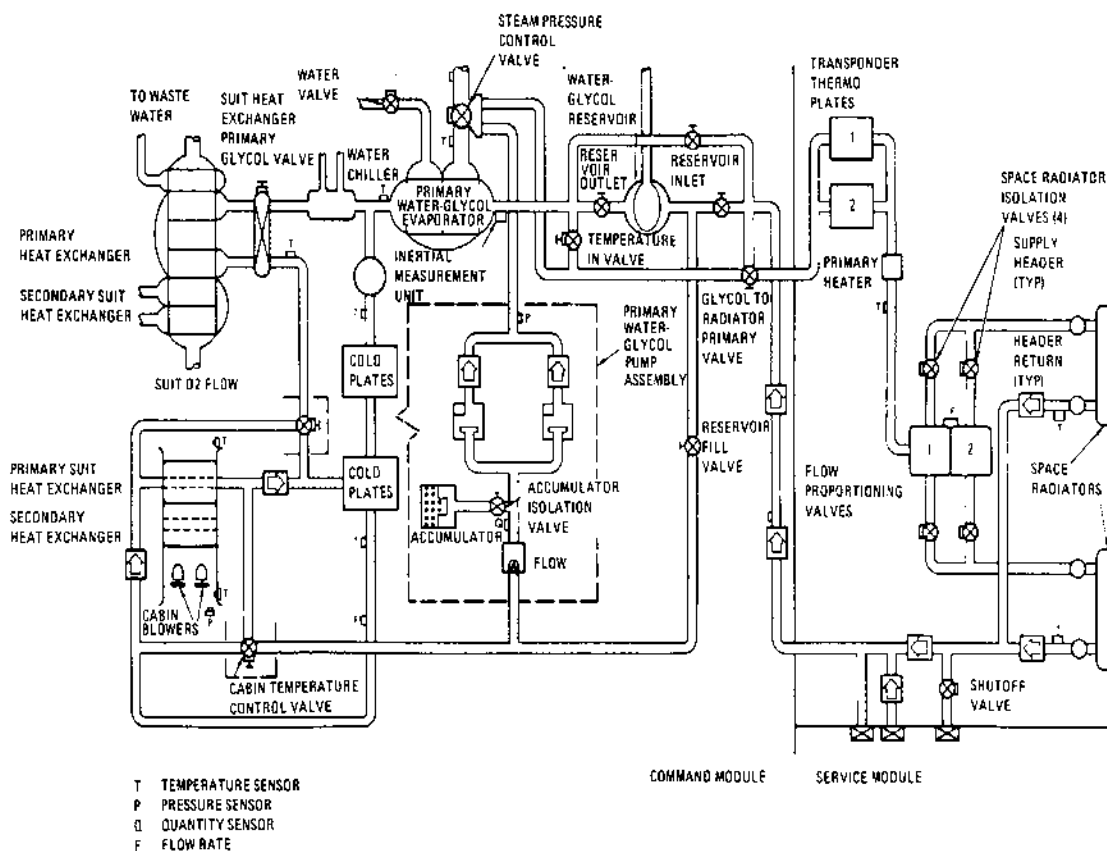 STEAM PRESSURE
CONTROL
VALVE
WATER
VALVE
WATER-
GLYCOL
RESERVOIR
TRANSPONDER
THERMO
PLATES
TO WASTE
WATER
SUIT HEAT
EXCHANGER
PRIMARY
GLYCOL VALVE
WATER
CHILLER
T
T
PRIMARY
WATER-GLYCOL
EVAPORATOR
RESER
VOIR
OUTLET
RESERVOIR
INLET
1
2
SPACE RADIATOR
ISOLATION
VALVES (4)
SUPPLY
HEADER
(TYP)
PRIMARY
HEAT EXCHANGER
T
INERTIAL
MEASUREMENT
UNIT
TEMPERATURE
IN VALVE
PRIMARY
HEATER
T
SECONDARY SUIT
HEAT EXCHANGER
GLYCOL TO
RADIATOR
PRIMARY VALVE
HEADER
RETURN
(TYP)
SUIT O2 FLOW
P
PRIMARY
WATER-
GLYCOL
PUMP
ASSEMBLY
COLD
PLATES
T
F
1
2
T
PRIMARY SUIT
HEAT EXCHANGER
SECONDARY
HEAT EXCHANGER
COLD
PLATES
RESERVOIR
FILL
VALVE
FLOW
PROPORTIONING
VALVES
SPACE
RADIATORS
ACCUMULATOR
ISOLATION
VALVE
Q
ACCUMULATOR
FLOW
CABIN
BLOWERS
T
P
CABIN TEMPERATURE
CONTROL VALVE
SHUTOFF
VALVE
COMMAND MODULE
SERVICE MODULE
T TEMPERATURE SENSOR
P PRESSURE SENSOR
Q QUANTITY SENSOR
F FLOW RATE